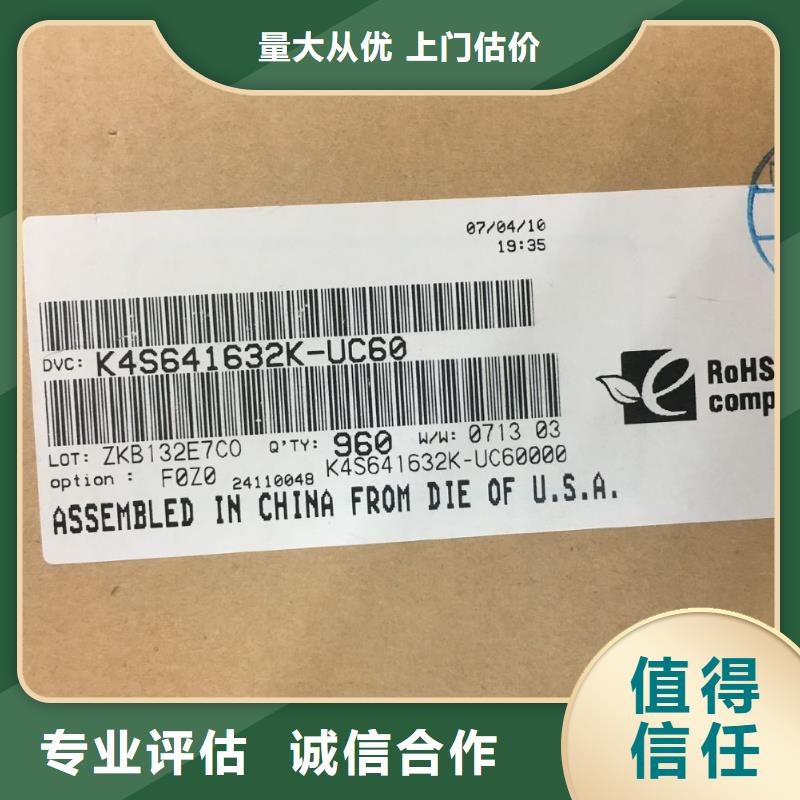 量大从优 上门估价
07/04/10
19:35
DVC: K4S641632K-UC60
LOT: ZKB132E7C0 Q'TY: 960 W/W: 0713 03
option : F0Z0 24110048 K4S641632K-UC60000
ASSEMBLED IN CHINA FROM DIE OF U.S.A.
RoHS
comp
专业评估 诚信合作
值得
信任